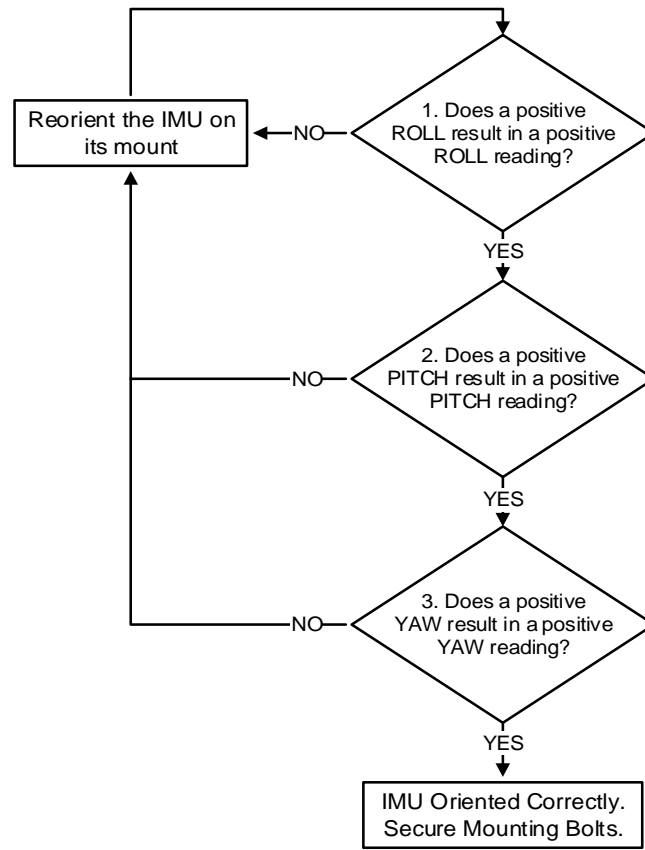 Reorient the IMU on
its mount
NO
1. Does a positive
ROLL result in a positive
ROLL reading?
YES
2. Does a positive
PITCH result in a positive
PITCH reading?
NO
YES
3. Does a positive
YAW result in a positive
YAW reading?
NO
YES
IMU Oriented Correctly.
Secure Mounting Bolts.